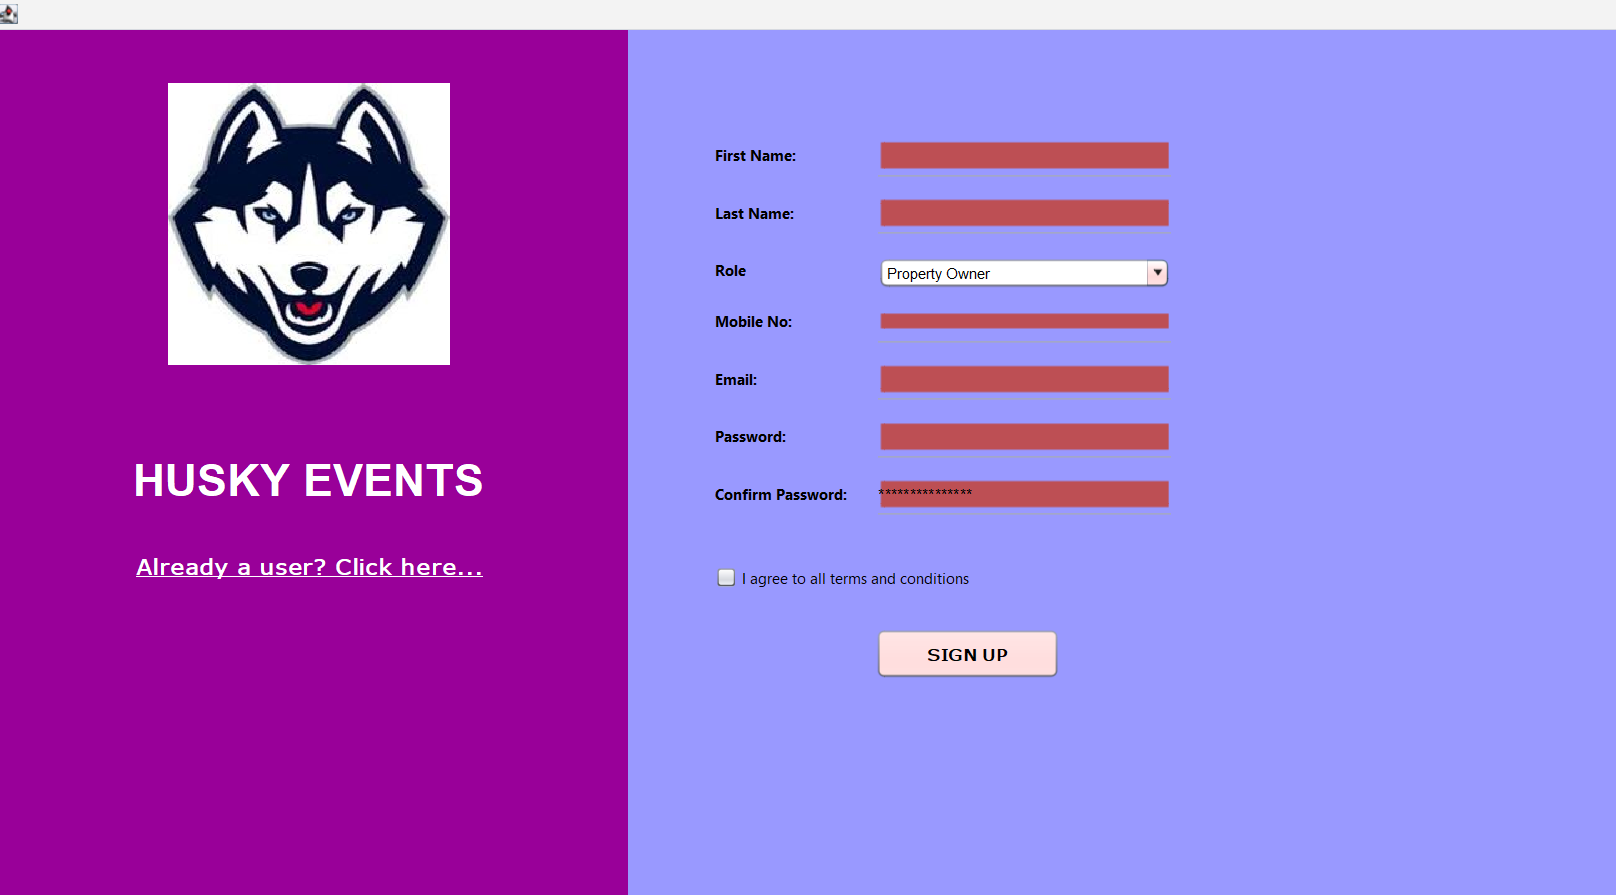 HUSKY EVENTS
Already a user? Click here...
First Name:
Last Name:
Role
Property Owner
Mobile No:
Email:
Password:
Confirm Password:
***************
I agree to all terms and conditions
SIGN UP